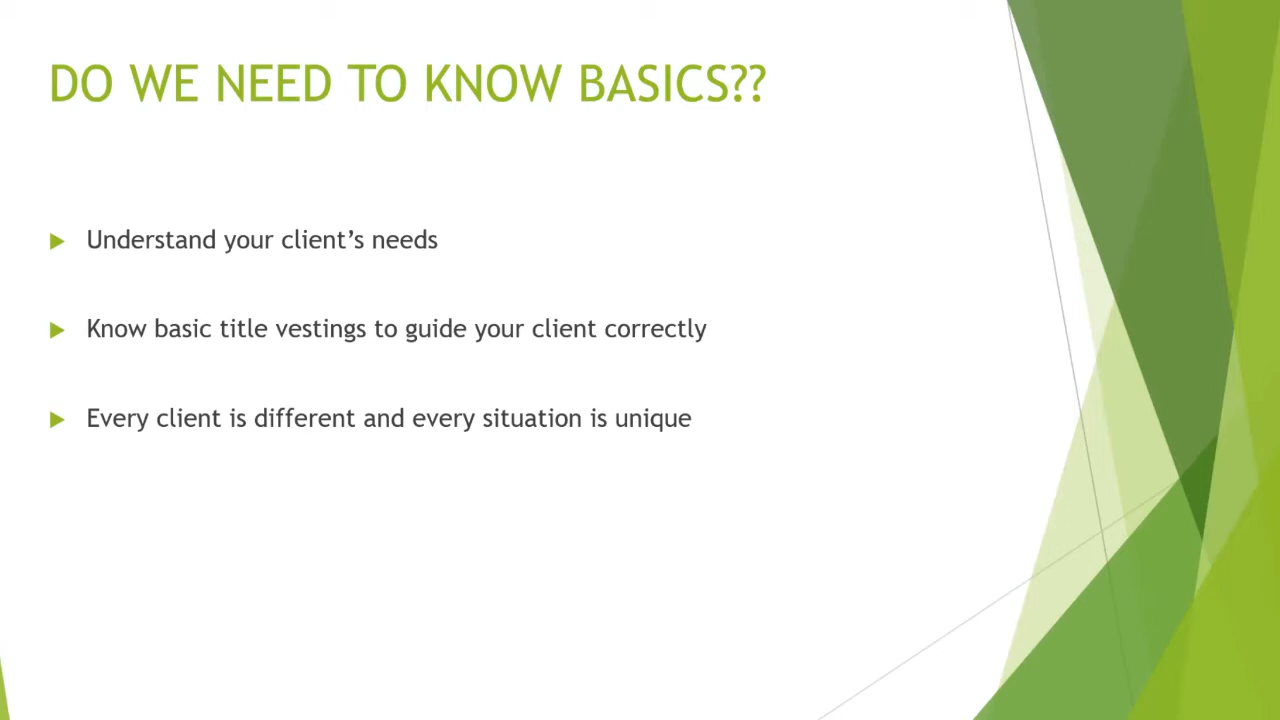 DO WE NEED TO KNOW BASICS??
Understand your client’s needs
Know basic title vestings to guide your client correctly
Every client is different and every situation is unique